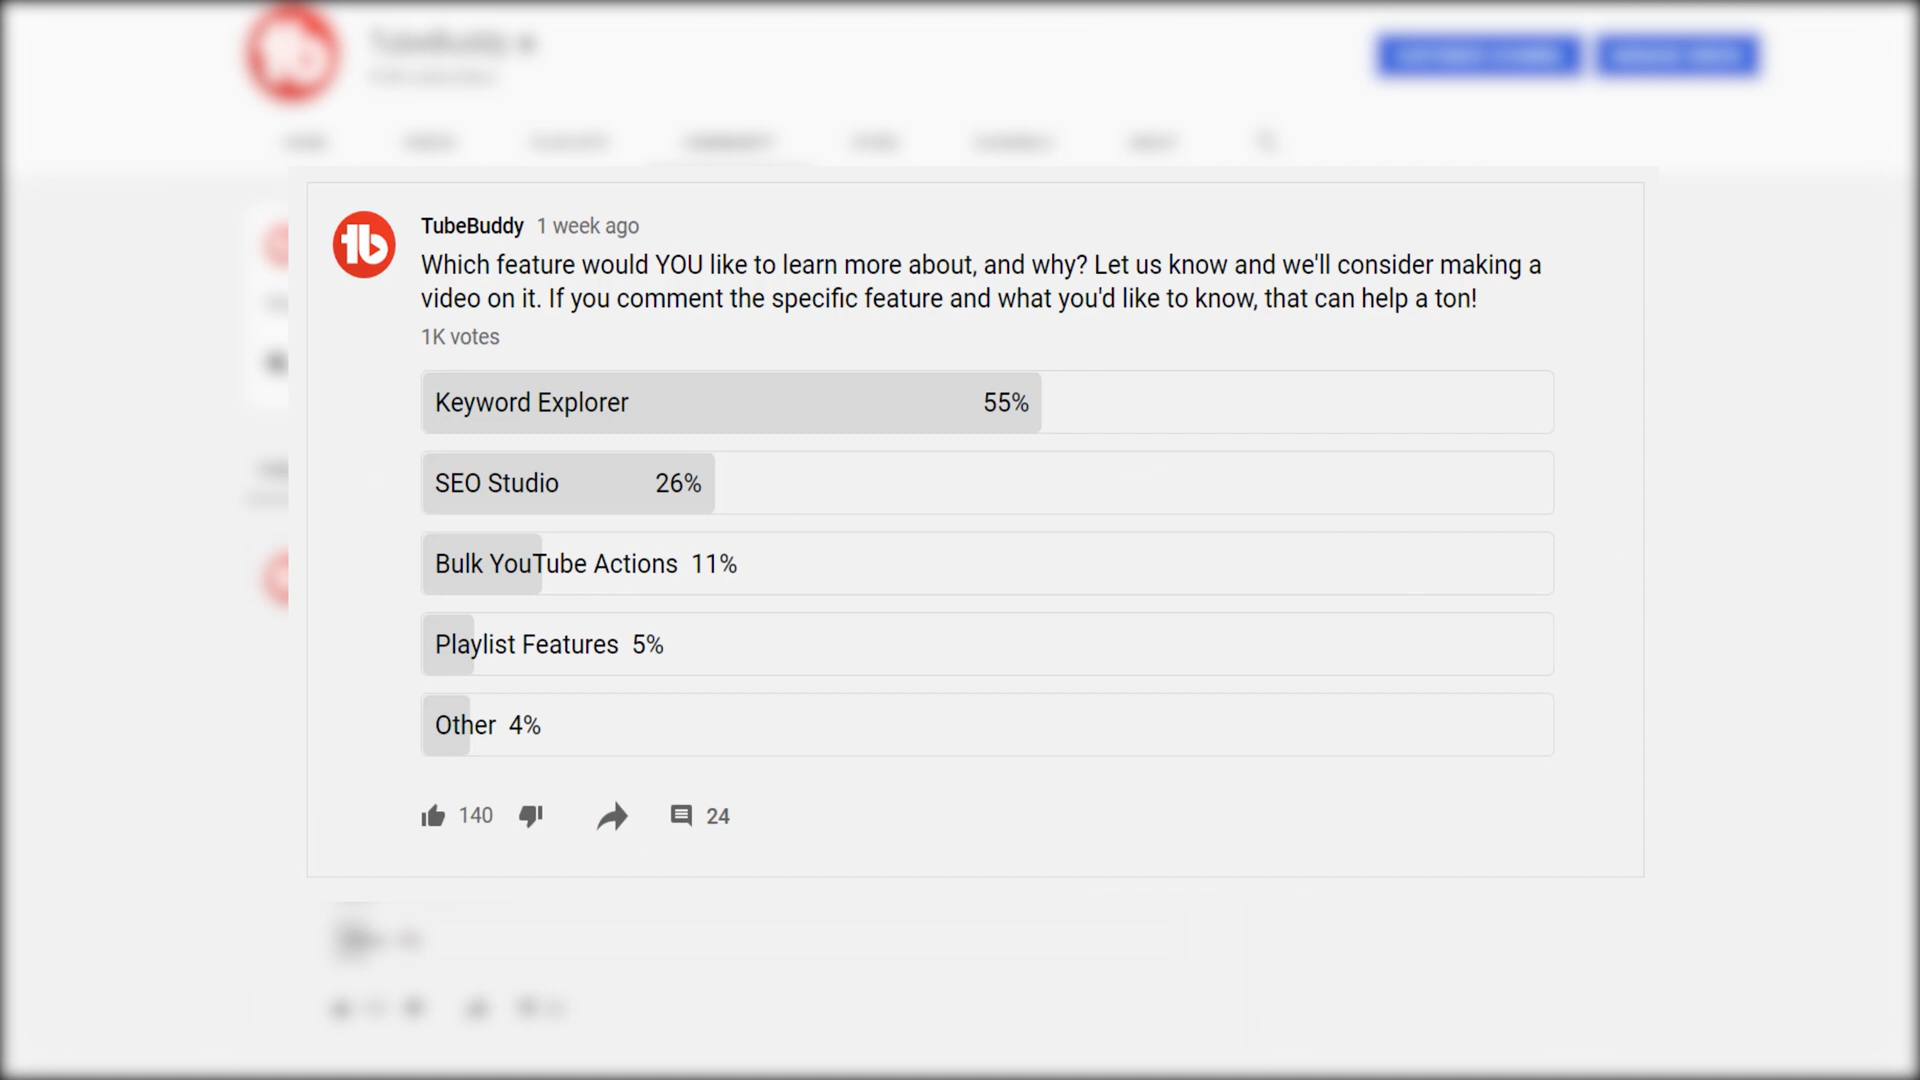 TubeBuddy 1 week ago
Which feature would YOU like to learn more about, and why? Let us know and we'll consider making a
video on it. If you comment the specific feature and what you'd like to know, that can help a ton!
1K votes
Keyword Explorer 55%
SEO Studio 26%
Bulk YouTube Actions 11%
Playlist Features 5%
Other 4%
140 24